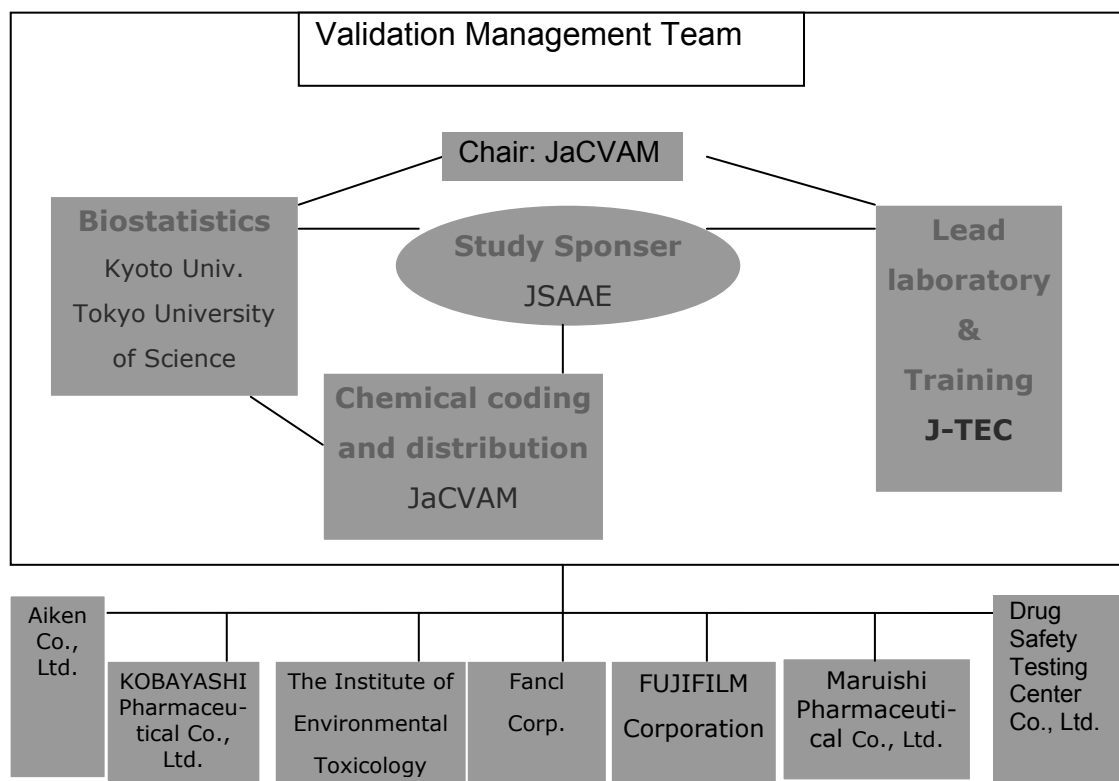 Validation Management Team
Chair: JaCVAM
Biostatistics
Kyoto Univ.
Tokyo University
of Science
Study Sponser
JSAAE
Lead
laboratory
&
Training
J-TEC
Chemical coding
and distribution
JaCVAM
Aiken
Co.,
Ltd.
KOBAYASHI
Pharmaceu-
tical Co.,
Ltd.
The Institute of
Environmental
Toxicology
Fancl
Corp.
FUJIFILM
Corporation
Maruishi
Pharmaceuti-
cal Co., Ltd.
Drug
Safety
Testing
Center
Co., Ltd.